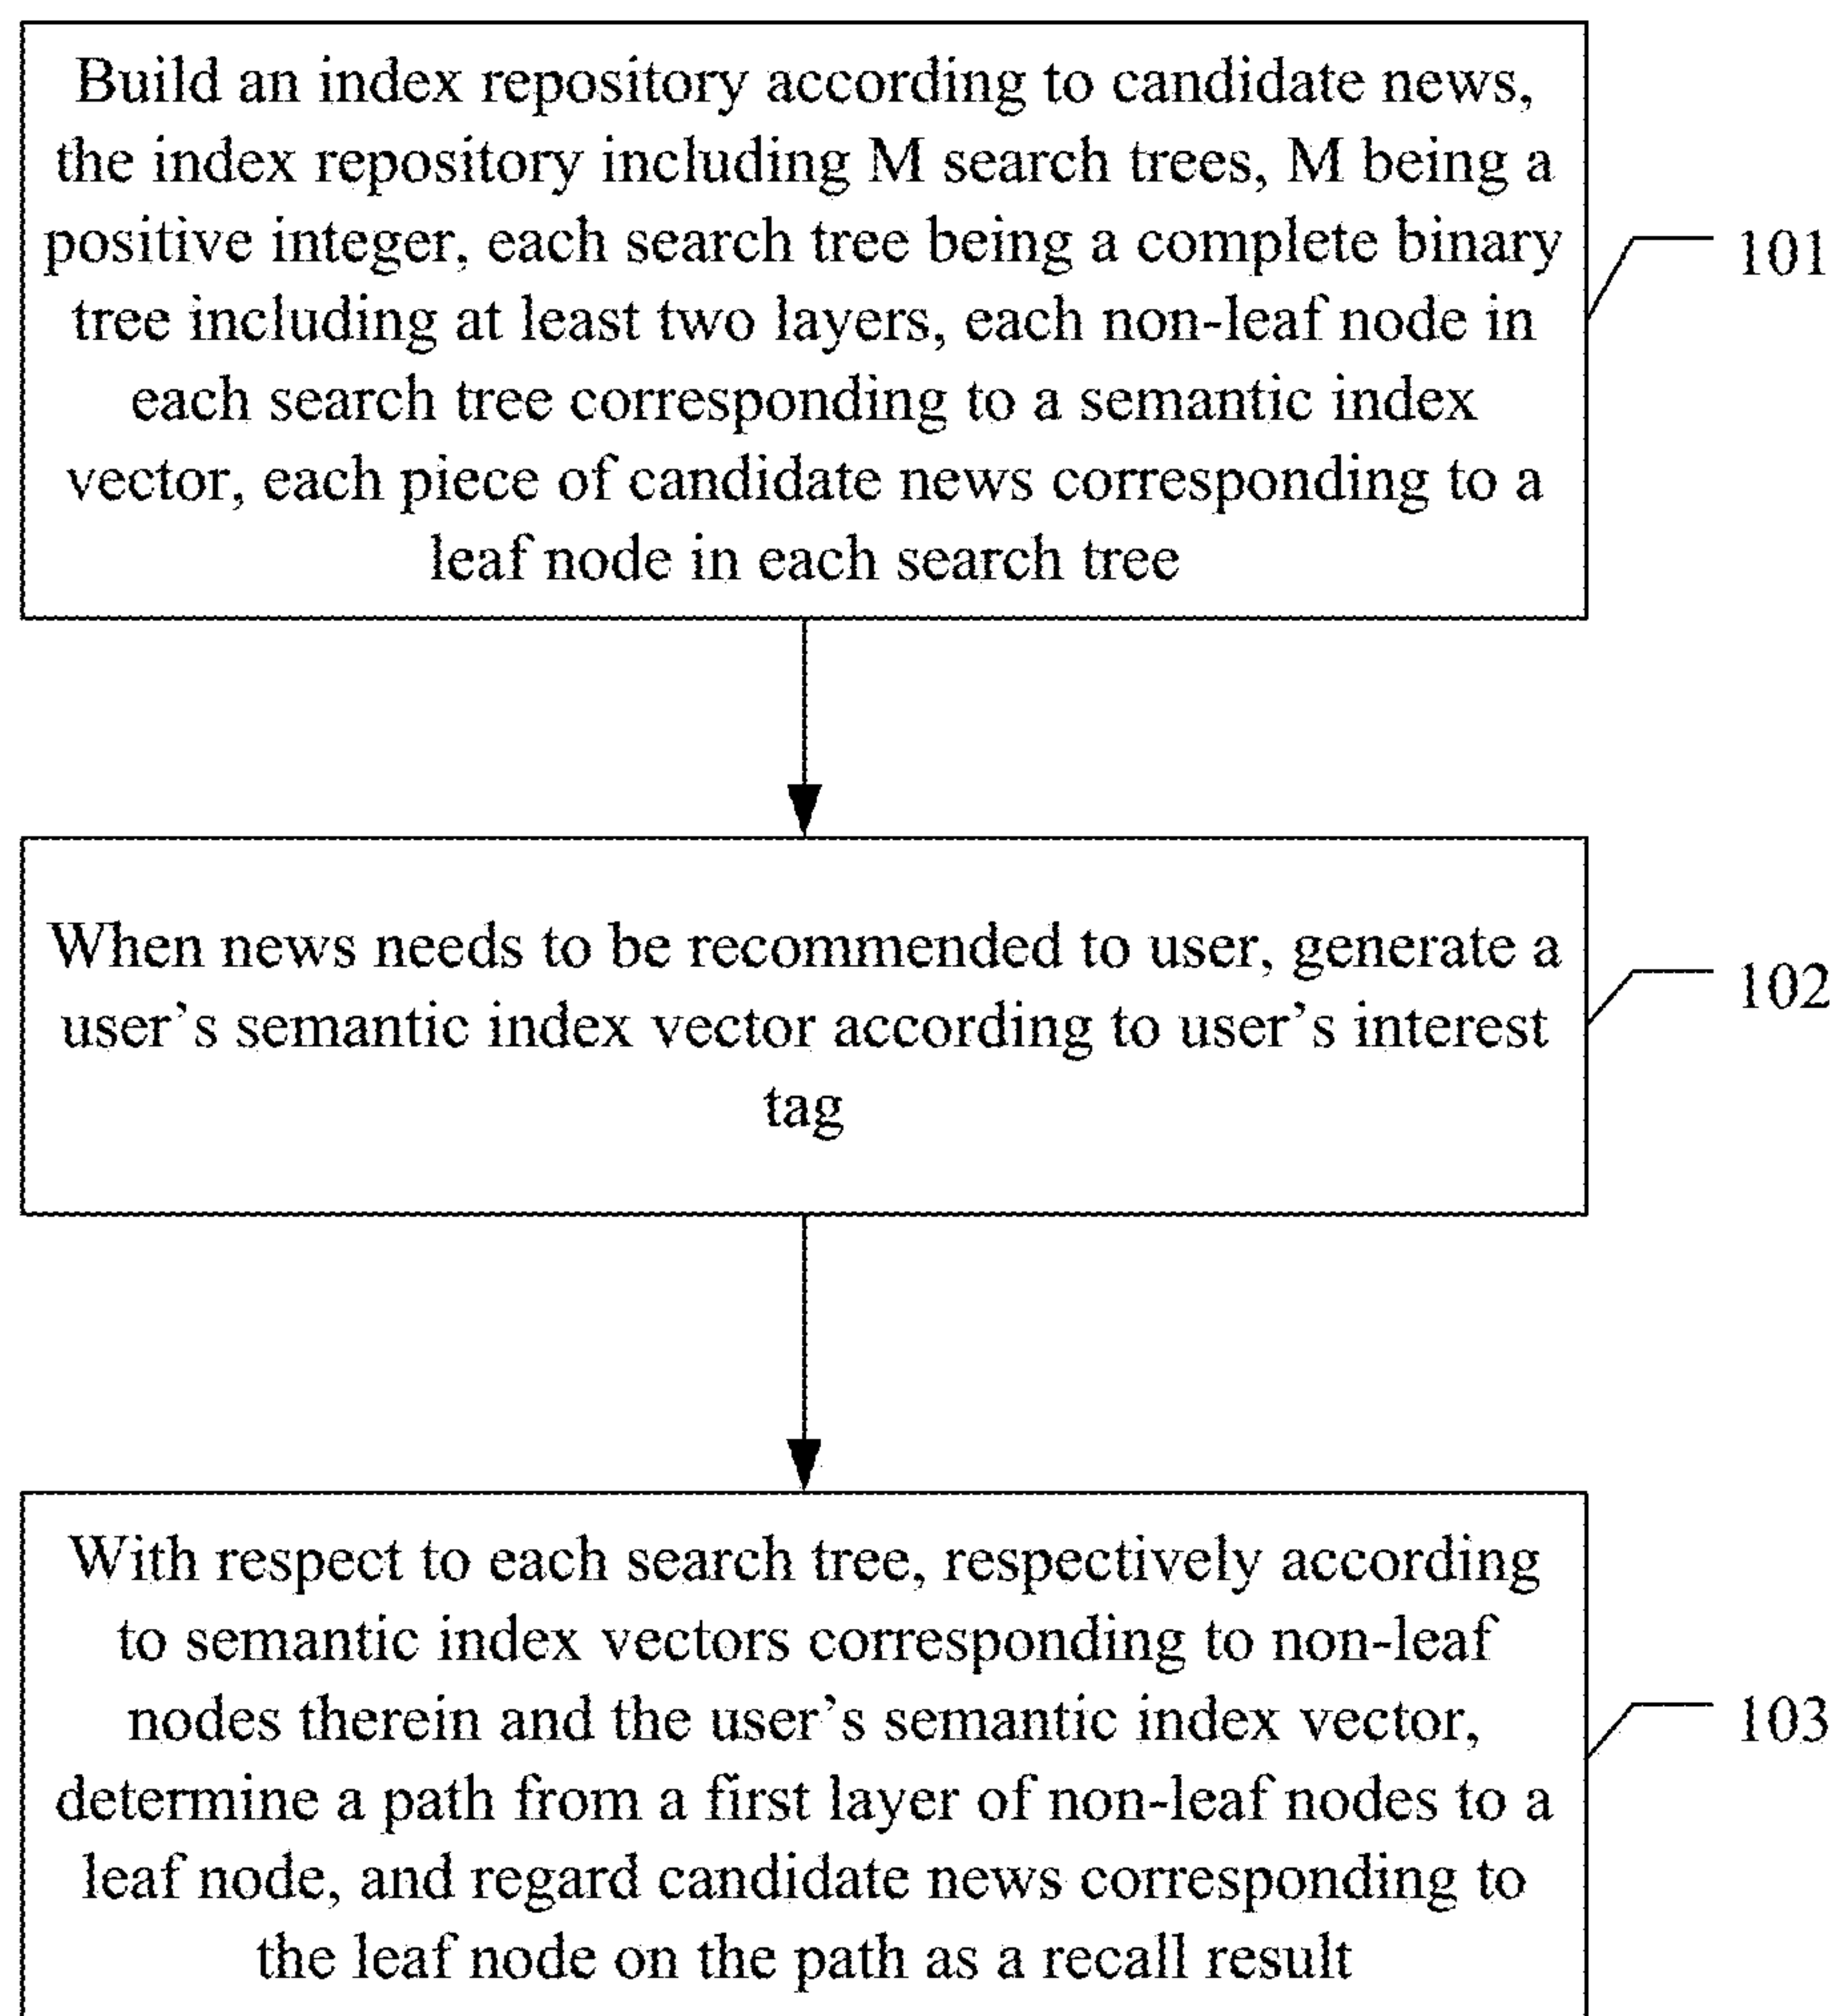 Build an index repository according to candidate news,
the index repository including M search trees, M being a
positive integer, each search tree being a complete binary
tree including at least two layers, each non-leaf node in
each search tree corresponding to a semantic index
vector, each piece of candidate news corresponding to a
leaf node in each search tree
101
When news needs to be recommended to user, generate a
user’s semantic index vector according to user’s interest
tag
102
With respect to each search tree, respectively according
to semantic index vectors corresponding to non-leaf
nodes therein and the user’s semantic index vector,
determine a path from a first layer of non-leaf nodes to a
leaf node, and regard candidate news corresponding to
the leaf node on the path as a recall result
103